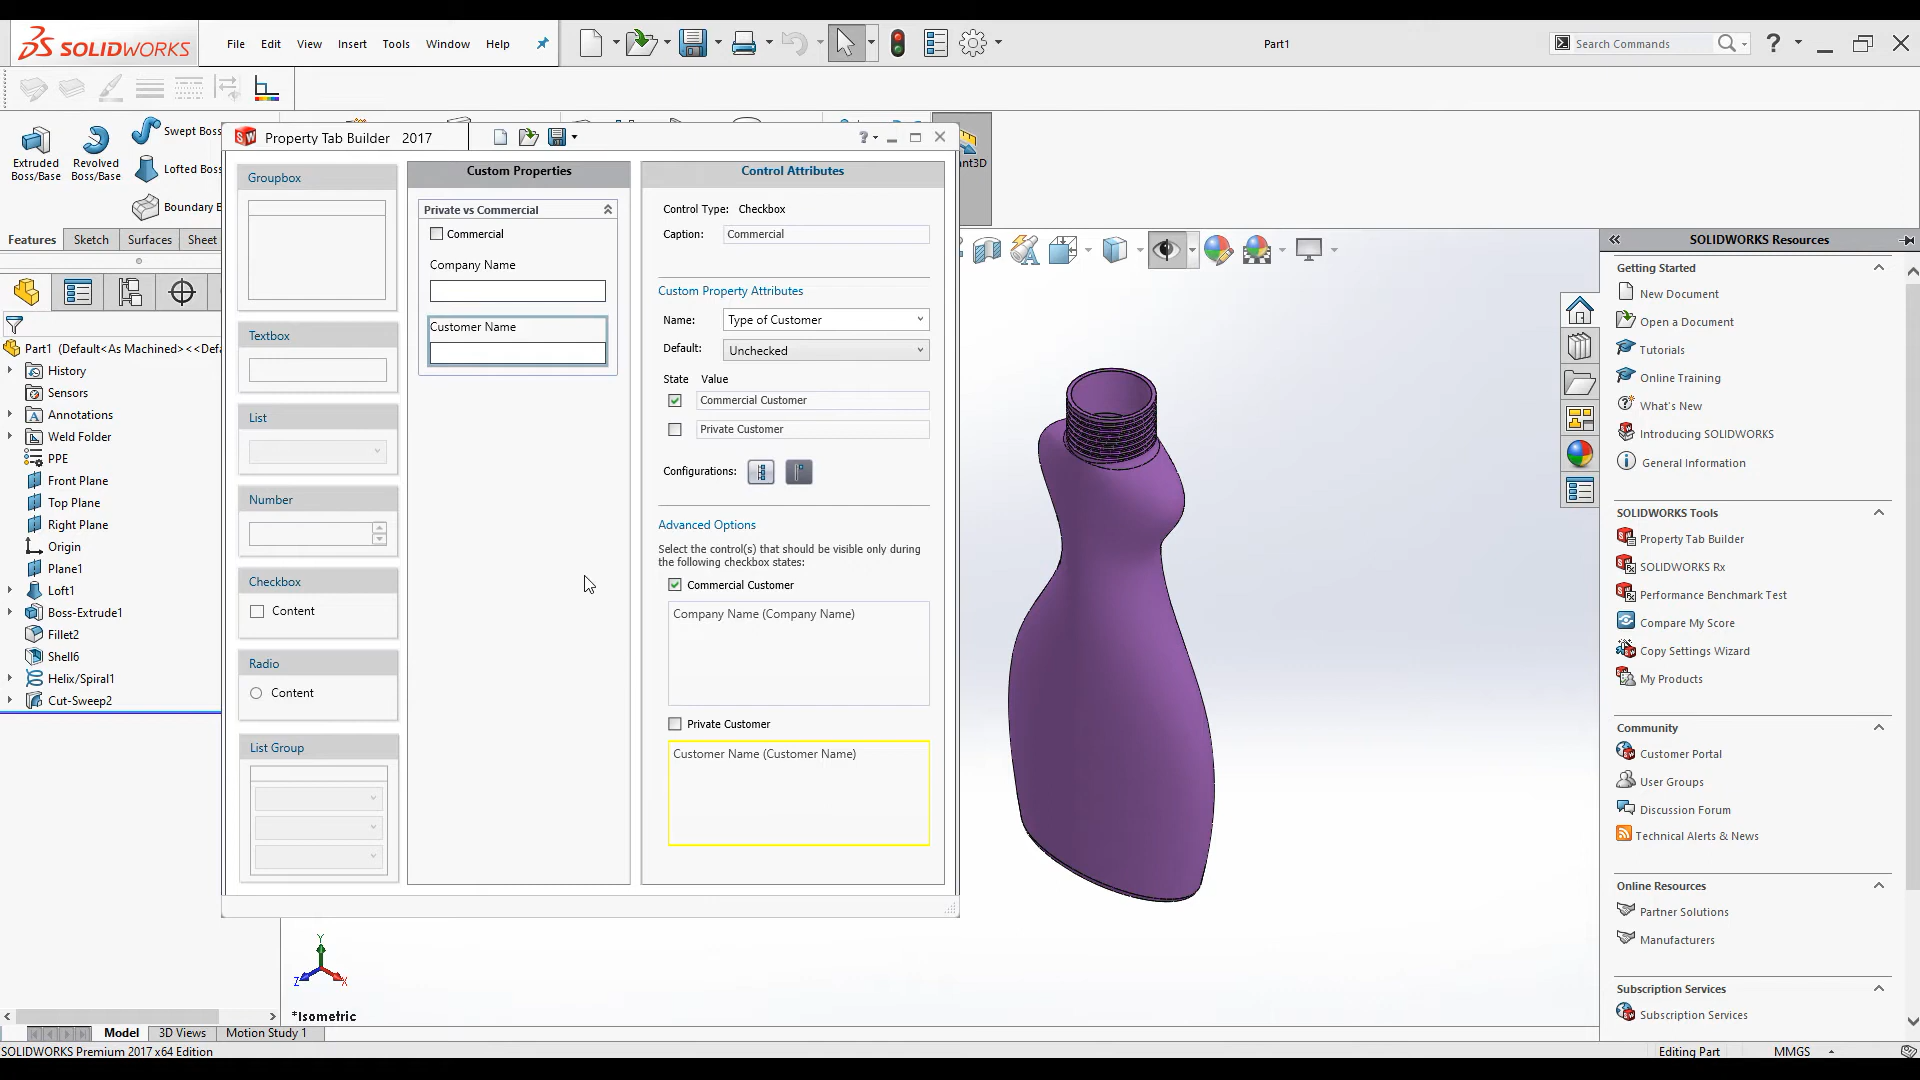 SOLIDWORKS
File Edit View Insert Tools Window Help
Part1
Search Commands
?
Extruded Boss/Base
Revolved Boss/Base
Swept Boss
Lofted Boss
Boundary B
ant3D
Features Sketch Surfaces Sheet
Part1 (Default<As Machined><<Defa
History
Sensors
Annotations
Weld Folder
PPE
Front Plane
Top Plane
Right Plane
Origin
Plane1
Loft1
Boss-Extrude1
Fillet2
Shell6
Helix/Spiral1
Cut-Sweep2
Property Tab Builder 2017
?
Groupbox
Textbox
List
Number
Checkbox
Content
Radio
Content
List Group
Custom Properties
Private vs Commercial
Commercial
Company Name
Customer Name
Control Attributes
Control Type: Checkbox
Caption: Commercial
Custom Property Attributes
Name: Type of Customer
Default: Unchecked
State Value
Commercial Customer
Private Customer
Configurations:
Advanced Options
Select the control(s) that should be visible only during
the following checkbox states:
Commercial Customer
Company Name (Company Name)
Private Customer
Customer Name (Customer Name)
SOLIDWORKS Resources
Getting Started
New Document
Open a Document
Tutorials
Online Training
What's New
Introducing SOLIDWORKS
General Information
SOLIDWORKS Tools
Property Tab Builder
SOLIDWORKS Rx
Performance Benchmark Test
Compare My Score
Copy Settings Wizard
My Products
Community
Customer Portal
User Groups
Discussion Forum
Technical Alerts & News
Online Resources
Partner Solutions
Manufacturers
Subscription Services
Subscription Services
Y
Z
X
*Isometric
Model 3D Views Motion Study 1
SOLIDWORKS Premium 2017 x64 Edition
Editing Part
MMGS